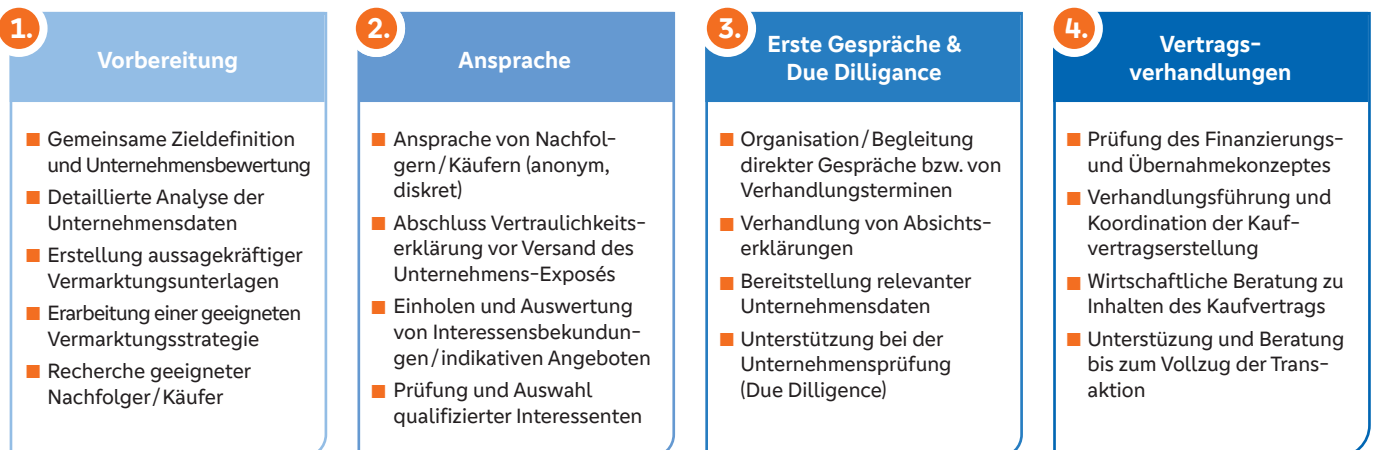 1.
Vorbereitung
■ Gemeinsame Zieldefinition
und Unternehmensbewertung
■ Detaillierte Analyse der
Unternehmensdaten
■ Erstellung aussagekräftiger
Vermarktungsunterlagen
■ Erarbeitung einer geeigneten
Vermarktungsstrategie
■ Recherche geeigneter
Nachfolger/Käufer
2.
Ansprache
■ Ansprache von Nachfol-
gern/Käufern (anonym,
diskret)
■ Abschluss Vertraulichkeits-
erklärung vor Versand des
Unternehmens-Exposés
■ Einholen und Auswertung
von Interessensbekundun-
gen/indikativen Angeboten
■ Prüfung und Auswahl
qualifizierter Interessenten
3.
Erste Gespräche &
Due Dilligance
■ Organisation/Begleitung
direkter Gespräche bzw. von
Verhandlungsterminen
■ Verhandlung von Absichts-
erklärungen
■ Bereitstellung relevanter
Unternehmensdaten
■ Unterstützung bei der
Unternehmensprüfung
(Due Dilligence)
4.
Vertrags-
verhandlungen
■ Prüfung des Finanzierungs-
und Übernahmekonzeptes
■ Verhandlungsführung und
Koordination der Kauf-
vertragserstellung
■ Wirtschaftliche Beratung zu
Inhalten des Kaufvertrags
■ Unterstüzung und Beratung
bis zum Vollzug der Trans-
aktion